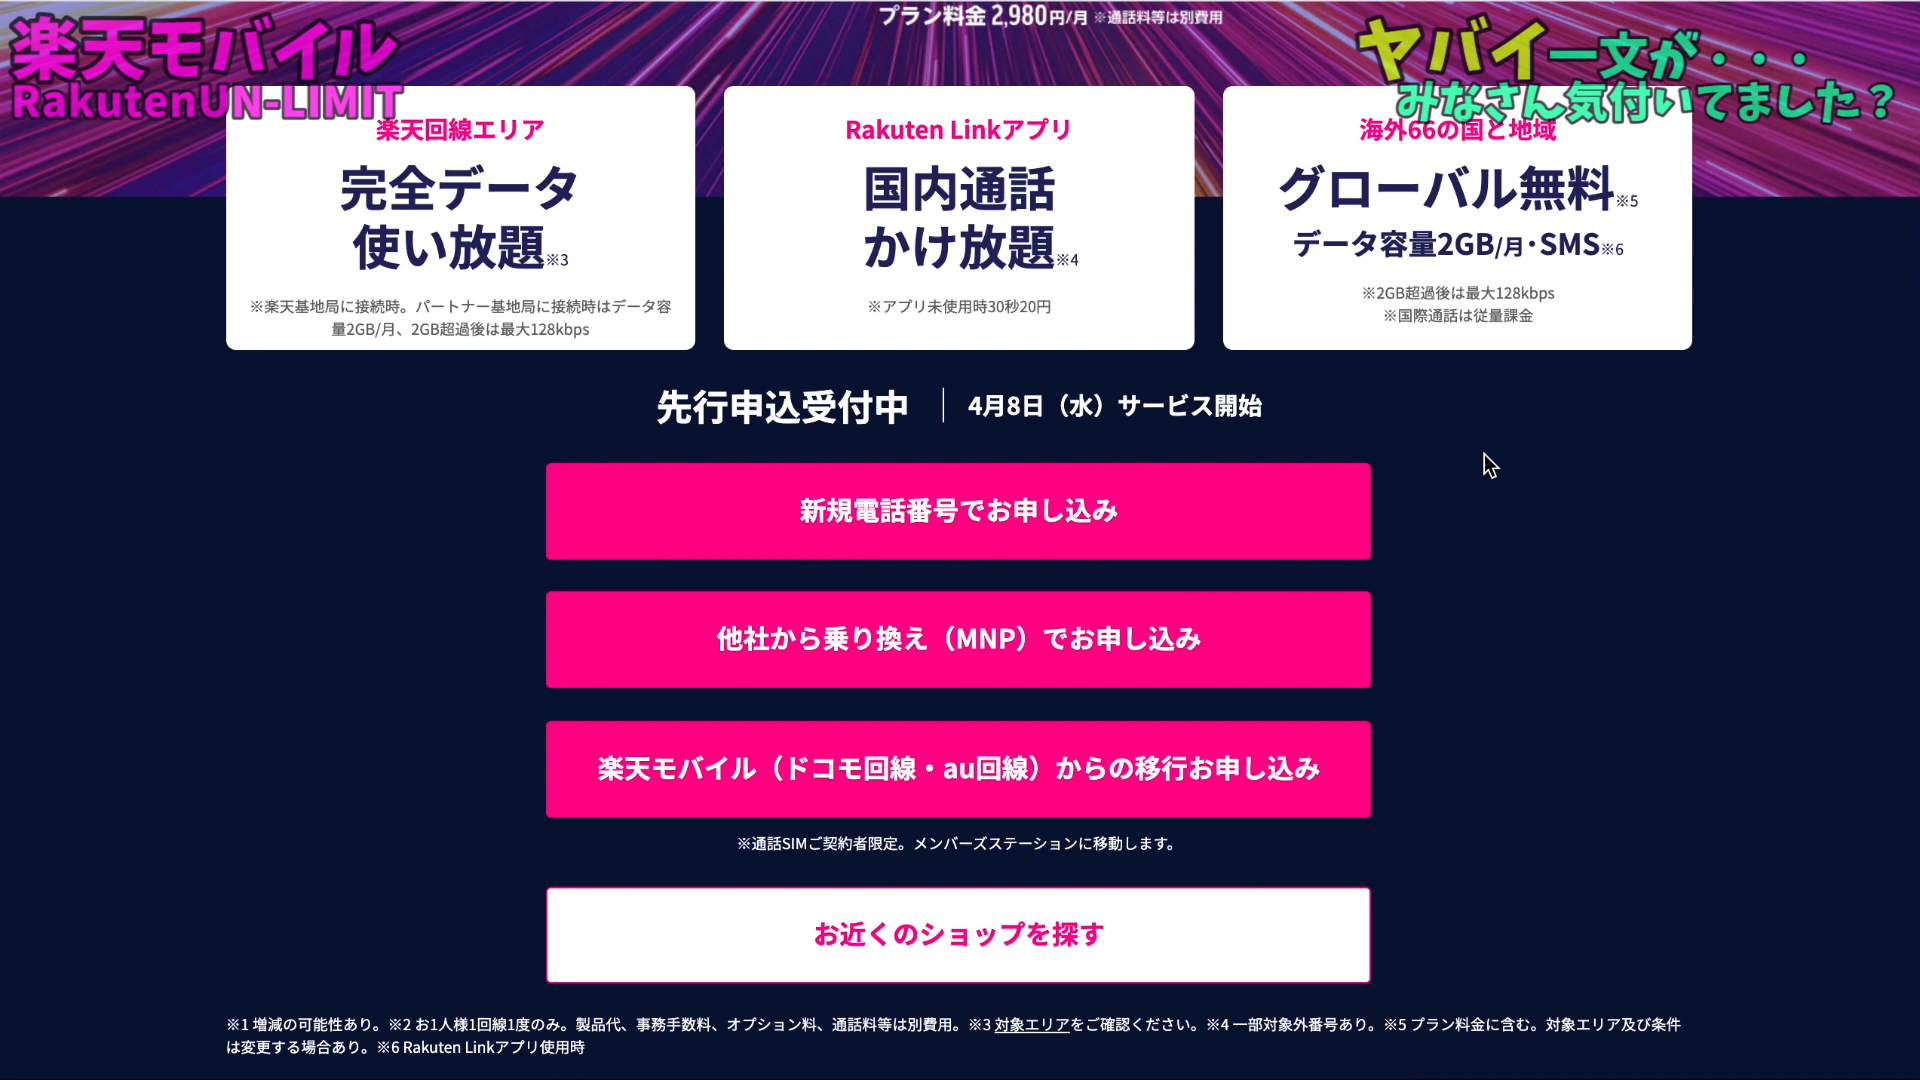 プラン料金 2,980円/月 ※通話料等は別費用
楽天モバイル
RakutenUN-LIMIT
ヤバイ一文が・・・
みなさん気付いてました？
楽天回線エリア
完全データ
使い放題※3
※楽天基地局に接続時。パートナー基地局に接続時はデータ容
量2GB/月、2GB超過後は最大128kbps
Rakuten Linkアプリ
国内通話
かけ放題※4
※アプリ未使用時30秒20円
海外66の国と地域
グローバル無料※5
データ容量2GB/月・SMS※6
※2GB超過後は最大128kbps
※国際通話は従量課金
先行申込受付中 4月8日（水）サービス開始
新規電話番号でお申し込み
他社から乗り換え（MNP）でお申し込み
楽天モバイル（ドコモ回線・au回線）からの移行お申し込み
※通話SIMご契約者限定。メンバーズステーションに移動します。
お近くのショップを探す
※1 増減の可能性あり。※2 お1人様1回線1度のみ。製品代、事務手数料、オプション料、通話料等は別費用。※3 対象エリアをご確認ください。※4 一部対象外番号あり。※5 プラン料金に含む。対象エリア及び条件
は変更する場合あり。※6 Rakuten Linkアプリ使用時